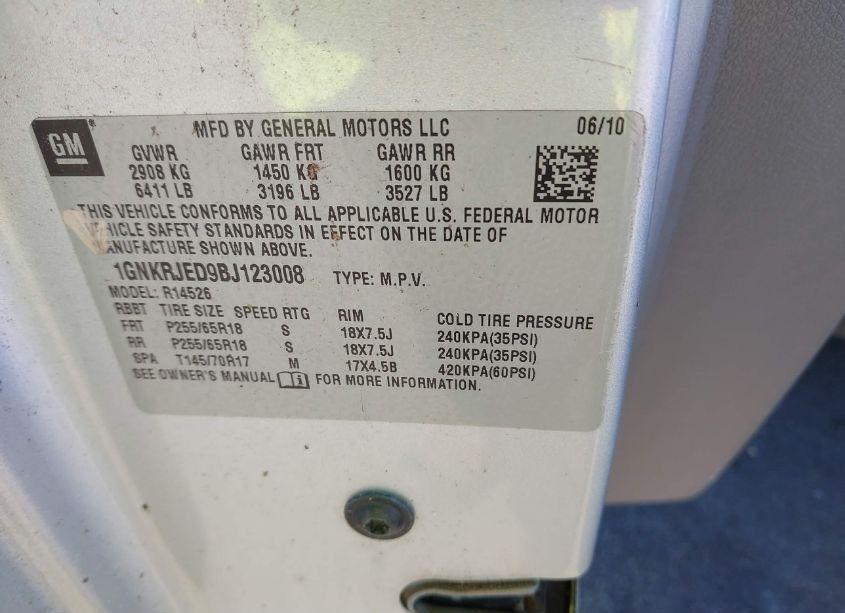 GM MFD BY GENERAL MOTORS LLC 06/10
GVWR GAWR FRT GAWR RR
2908 KG 1450 KG 1600 KG
6411 LB 3196 LB 3527 LB
THIS VEHICLE CONFORMS TO ALL APPLICABLE U.S. FEDERAL MOTOR
VEHICLE SAFETY STANDARDS IN EFFECT ON THE DATE OF
MANUFACTURE SHOWN ABOVE.
1GNKRJED9BJ123008 TYPE: M.P.V.
MODEL: R14526
RBBT TIRE SIZE SPEED RTG RIM COLD TIRE PRESSURE
FRT P255/65R18 S 18X7.5J 240KPA(35PSI)
RR P255/65R18 S 18X7.5J 240KPA(35PSI)
SPA T145/70R17 M 17X4.5B 420KPA(60PSI)
SEE OWNER'S MANUAL FOR MORE INFORMATION.